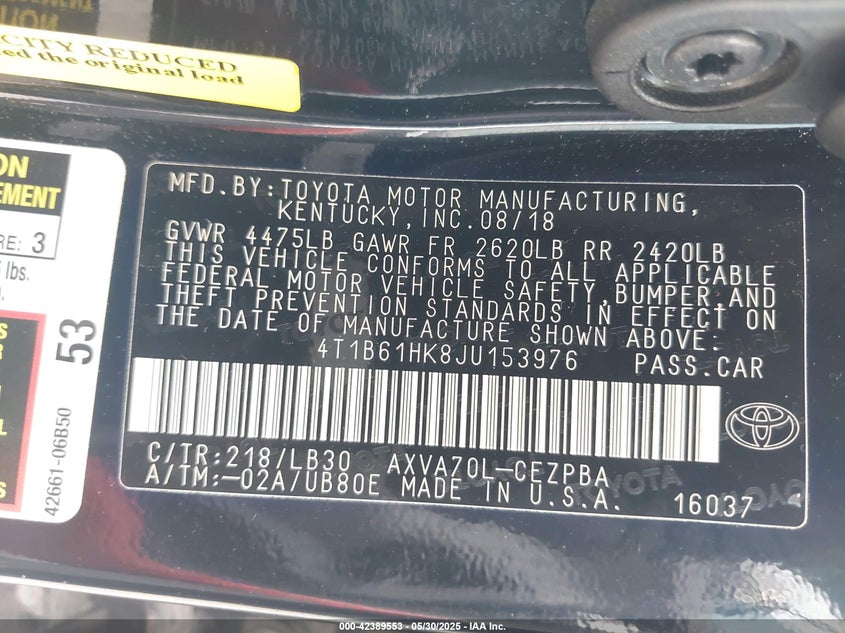 CITY REDUCED
ed the original load
ON
EMENT
RE: 3
lbs.
53
42661-06B50
MFD.BY:TOYOTA MOTOR MANUFACTURING,
KENTUCKY,INC.08/18
GVWR 4475LB GAWR FR 2620LB RR 2420LB
THIS VEHICLE CONFORMS TO ALL APPLICABLE
FEDERAL MOTOR VEHICLE SAFETY,BUMPER,AND
THEFT PREVENTION STANDARDS IN EFFECT ON
THE DATE OF MANUFACTURE SHOWN ABOVE:
4T1B61HK8JU153976 PASS.CAR
C/TR:218/LB30 AXVA70L-CEZPBA
A/TM:-02A/UB80E MADE IN U.S.A.
16037
TOYOTA
000-42389553 - 05/30/2025 - IAA Inc.